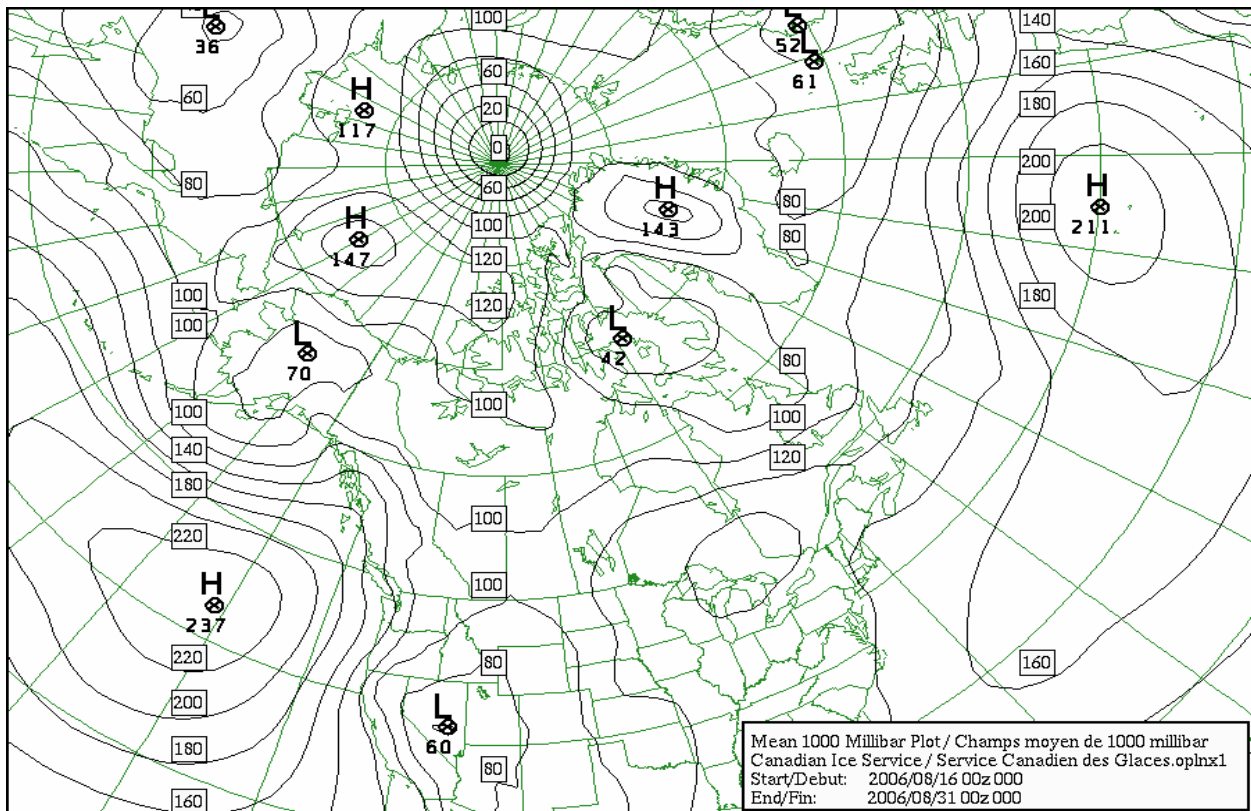 L 36
100
L 52
L 61
140
160
60
H 117
60
20
0
180
200
H 211
200
180
80
60
100
120
120
H 143
80
80
H 147
100
100
L 70
L 42
80
100
100
120
100
140
180
220
100
100
H 237
220
200
180
160
80
L 60
80
160
Mean 1000 Millibar Plot / Champs moyen de 1000 millibar
Canadian Ice Service / Service Canadien des Glaces.oplnx1
Start/Debut: 2006/08/16 00z 000
End/Fin: 2006/08/31 00z 000